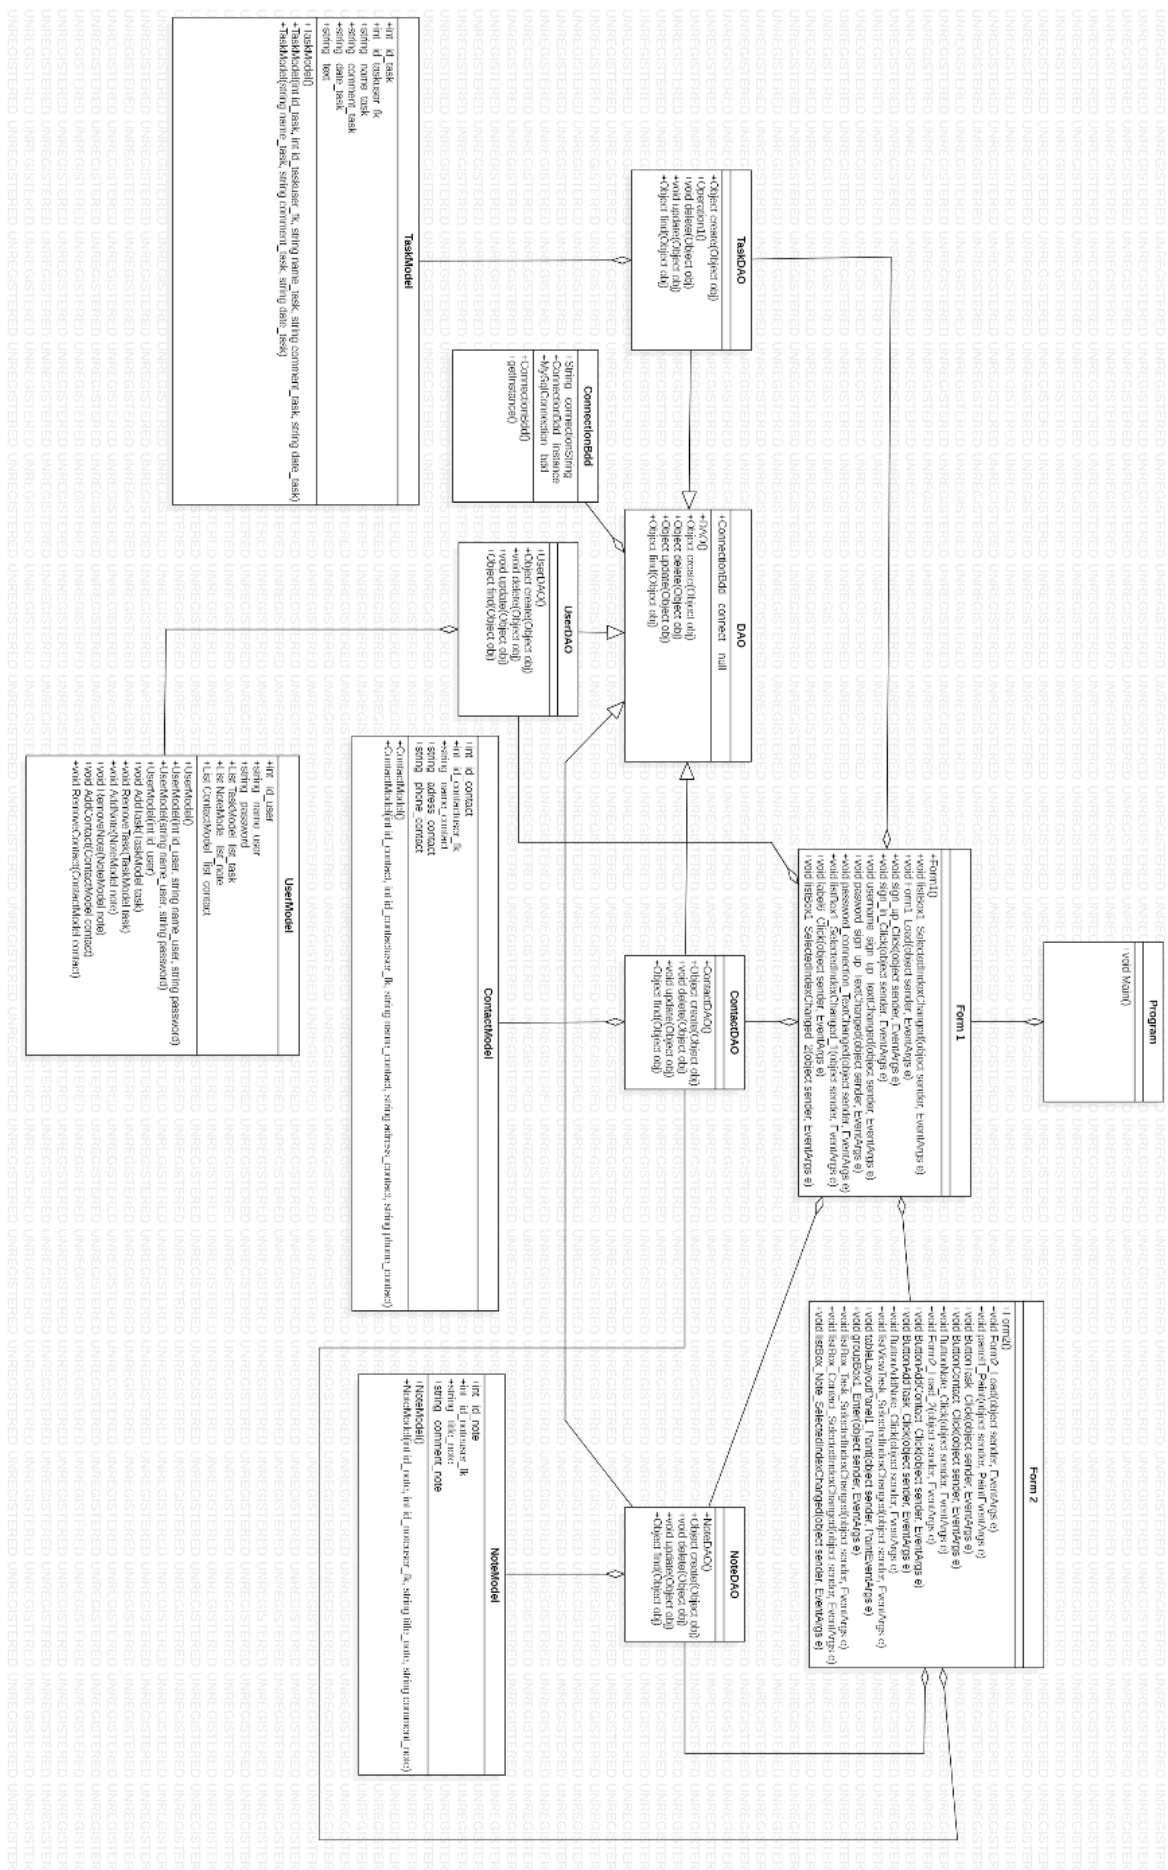 Program
+void Main()
Form 1
+Form1()
+void listBox1_SelectedIndexChanged(object sender, EventArgs e)
+void Form1_Load(object sender, EventArgs e)
+void sign_up_Click(object sender, EventArgs e)
+void sign_in_Click(object sender, EventArgs e)
+void username_sign_up_TextChanged(object sender, EventArgs e)
+void pasword_sign_up_TextChanged(object sender, EventArgs e)
+void password_connection_TextChanged(object sender, EventArgs e)
+void listBox1_SelectedIndexChanged_1(object sender, EventArgs e)
+void label6_Click(object sender, EventArgs e)
+void listBox1_SelectedIndexChanged_2(object sender, EventArgs e)
Form 2
+Form2()
+void Form2_Load(object sender, EventArgs e)
+void panel1_Paint(object sender, PaintEventArgs e)
+void ButtonTask_Click(object sender, EventArgs e)
+void ButtonContact_Click(object sender, EventArgs e)
+void ButtonNote_Click(object sender, EventArgs e)
+void Form2_Load_2(object sender, EventArgs e)
+void ButtonAddContact_Click(object sender, EventArgs e)
+void ButtonAddTask_Click(object sender, EventArgs e)
+void ButtonAddNote_Click(object sender, EventArgs e)
+void listViewTask_SelectedIndexChanged(object sender, EventArgs e)
+void tableLayoutPanel1_Paint(object sender, PaintEventArgs e)
+void groupBox1_Enter(object sender, EventArgs e)
+void listBox_Task_SelectedIndexChanged(object sender, EventArgs e)
+void listBox_Contact_SelectedIndexChanged(object sender, EventArgs e)
+void listBox_Note_SelectedIndexChanged(object sender, EventArgs e)
TaskDAO
+Object create(Object obj)
+Operation1()
+void delete(Object obj)
+void update(Object obj)
+Object find(Object obj)
DAO
+ConnectionBdd connect null
+DAO()
+Object create(Object obj)
+Object delete(Object obj)
+Object update(Object obj)
+Object find(Object obj)
ContactDAO
+ContactDAO()
+Object create(Object obj)
+void delete(Object obj)
+void update(Object obj)
+Object find(Object obj)
NoteDAO
+NoteDAO()
+Object create(Object obj)
+void delete(Object obj)
+void update(Object obj)
+Object find(Object obj)
ConnectionBdd
+String connectionString
+ConnectionBdd instance
+MySqlConnection bdd
+ConnectionBdd()
+getInstance()
UserDAO
+UserDAO()
+Object create(Object obj)
+void delete(Object obj)
+void update(Object obj)
+Object find(Object obj)
TaskModel
+int id_task
+int id_taskuser_fk
+string name_task
+string comment_task
+string date_task
+string text
+TaskModel()
+TaskModel(int id_task, int id_taskuser_fk, string name_task, string comment_task, string date_task)
+TaskModel(string name_task, string comment_task, string date_task)
ContactModel
+int id_contact
+int id_contactuser_fk
+string name_contact
+string adress_contact
+string phone_contact
+ContactModel()
+ContactModel(int id_contact, int id_contactuser_fk, string name_contact, string adress_contact, string phone_contact)
NoteModel
+int id_note
+int id_noteuser_fk
+string title_note
+string comment_note
+NoteModel()
+NoteModel(int id_note, int id_noteuser_fk, string title_note, string comment_note)
UserModel
+int id_user
+string name_user
+string password
+List TaskModel list_task
+List NoteMode list_note
+List ContactModel list contact
+UserModel()
+UserModel(int id_user, string name_user, string password)
+UserModel(string name_user, string password)
+UserModel(int id_user)
+void AddTask(TaskModel task)
+void RemoveTask(TaskModel task)
+void AddNote(NoteModel note)
+void RemoveNote(NoteModel note)
+void AddContact(ContactModel contact)
+void RemoveContact(ContactModel contact)
UNREGISTERED